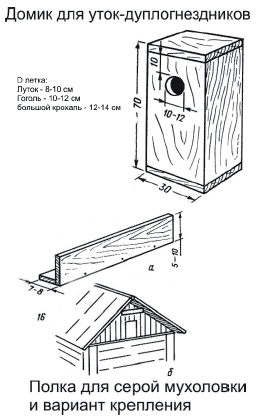 Домик для уток-дуплогнездников
D летка:
Луток - 8-10 см
Гоголь - 10-12 см
большой крохаль - 12-14 см
10
~70
10-12
30
5-10
7-8
а
16
б
Полка для серой мухоловки
и вариант крепления